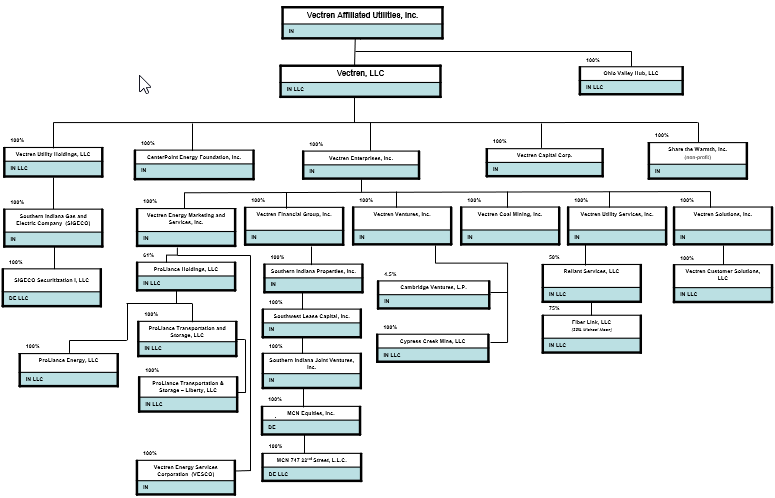 Vectren Affiliated Utilities, Inc.
IN
Vectren, LLC
IN LLC
100%
Ohio Valley Hub, LLC
IN LLC
100%
Vectren Utility Holdings, LLC
IN LLC
100%
CenterPoint Energy Foundation, Inc.
IN
100%
Vectren Enterprises, Inc.
IN
100%
Vectren Capital Corp.
IN
100%
Share the Warmth, Inc.
(non-profit)
IN
100%
Southern Indiana Gas and
Electric Company (SIGECO)
IN
100%
Vectren Energy Marketing and
Services, Inc.
IN
100%
Vectren Financial Group, Inc.
IN
100%
Vectren Ventures, Inc.
IN
100%
Vectren Coal Mining, Inc.
IN
100%
Vectren Utility Services, Inc.
IN
100%
Vectren Solutions, Inc.
IN
100%
SIGECO Securitization I, LLC
DE LLC
61%
ProLiance Holdings, LLC
IN LLC
100%
Southern Indiana Properties, Inc.
IN
4.5%
Cambridge Ventures, L.P.
IN
50%
Reliant Services, LLC
IN LLC
100%
Vectren Customer Solutions,
LLC
IN LLC
100%
ProLiance Transportation and
Storage, LLC
IN LLC
100%
Southwest Lease Capital, Inc.
IN
100%
Cypress Creek Mine, LLC
IN LLC
75%
Fiber Link, LLC
IN LLC
100%
ProLiance Energy, LLC
IN LLC
100%
Southern Indiana Joint Ventures,
Inc.
IN
100%
ProLiance Transportation &
Storage – Liberty, LLC
IN LLC
100%
MCN Equities, Inc.
DE
100%
Vectren Energy Services
Corporation (VESCO)
IN
100%
MCN 747 22nd Street, L.L.C.
DE LLC